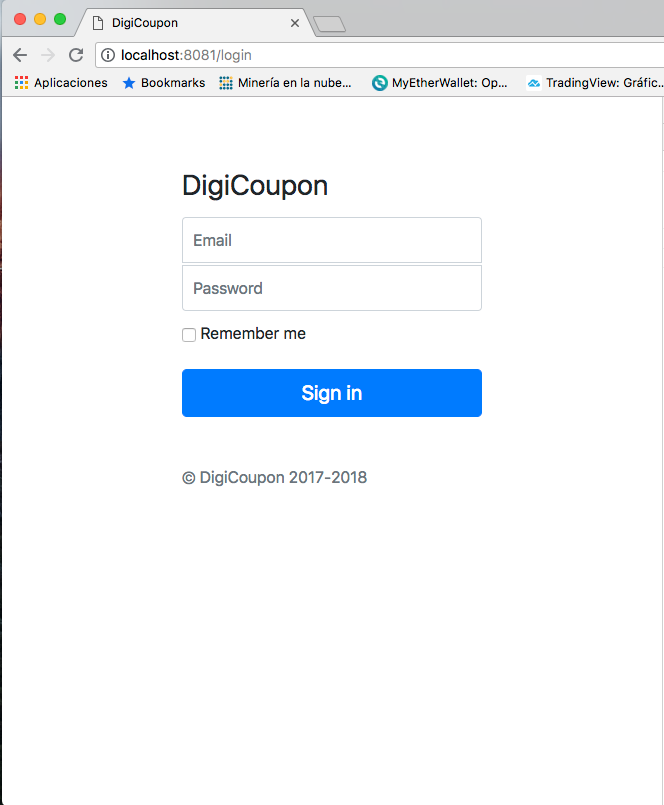 DigiCoupon
localhost:8081/login
Aplicaciones Bookmarks Minería en la nube... MyEtherWallet: Op... TradingView: Gráfic...
DigiCoupon
Email
Password
Remember me
Sign in
© DigiCoupon 2017-2018